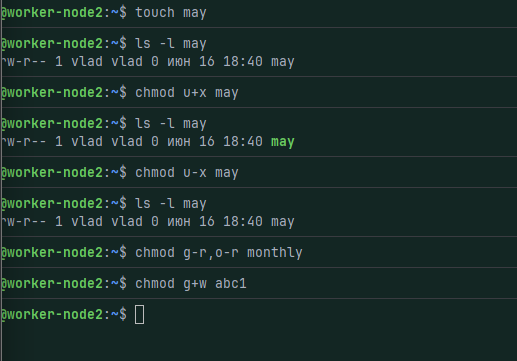 @worker-node2:~$ touch may
@worker-node2:~$ ls -l may
rw-r-- 1 vlad vlad 0 июн 16 18:40 may
@worker-node2:~$ chmod u+x may
@worker-node2:~$ ls -l may
rw-r-- 1 vlad vlad 0 июн 16 18:40 may
@worker-node2:~$ chmod u-x may
@worker-node2:~$ ls -l may
rw-r-- 1 vlad vlad 0 июн 16 18:40 may
@worker-node2:~$ chmod g-r,o-r monthly
@worker-node2:~$ chmod g+w abc1
@worker-node2:~$